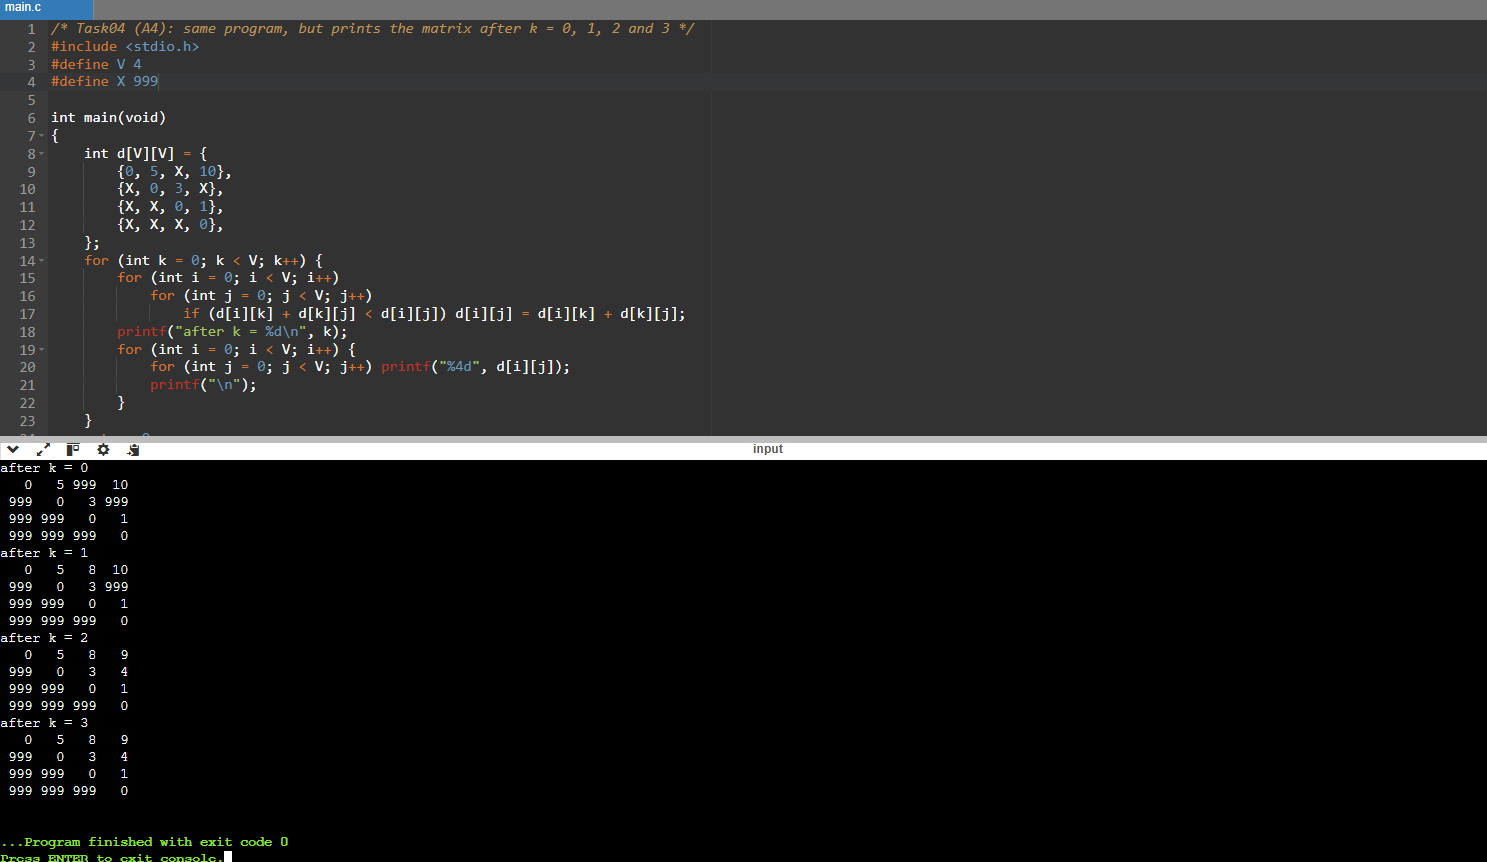 main.c
1 /* Task04 (A4): same program, but prints the matrix after k = 0, 1, 2 and 3 */
2 #include <stdio.h>
3 #define V 4
4 #define X 999
5
6 int main(void)
7 {
8     int d[V][V] = {
9         {0, 5, X, 10},
10         {X, 0, 3, X},
11         {X, X, 0, 1},
12         {X, X, X, 0},
13     };
14     for (int k = 0; k < V; k++) {
15         for (int i = 0; i < V; i++)
16             for (int j = 0; j < V; j++)
17                 if (d[i][k] + d[k][j] < d[i][j]) d[i][j] = d[i][k] + d[k][j];
18         printf("after k = %d\n", k);
19         for (int i = 0; i < V; i++) {
20             for (int j = 0; j < V; j++) printf("%4d", d[i][j]);
21             printf("\n");
22         }
23     }
input
after k = 0
   0   5 999  10
 999   0   3 999
 999 999   0   1
 999 999 999   0
after k = 1
   0   5   8  10
 999   0   3 999
 999 999   0   1
 999 999 999   0
after k = 2
   0   5   8   9
 999   0   3   4
 999 999   0   1
 999 999 999   0
after k = 3
   0   5   8   9
 999   0   3   4
 999 999   0   1
 999 999 999   0
...Program finished with exit code 0
Press ENTER to exit console.